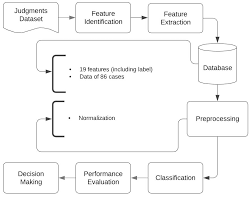 Judgments
Dataset
Feature
Identification
Feature
Extraction
Database
• 19 features (including label)
• Data of 86 cases
• Normalization
Preprocessing
Classification
Performance
Evaluation
Decision
Making